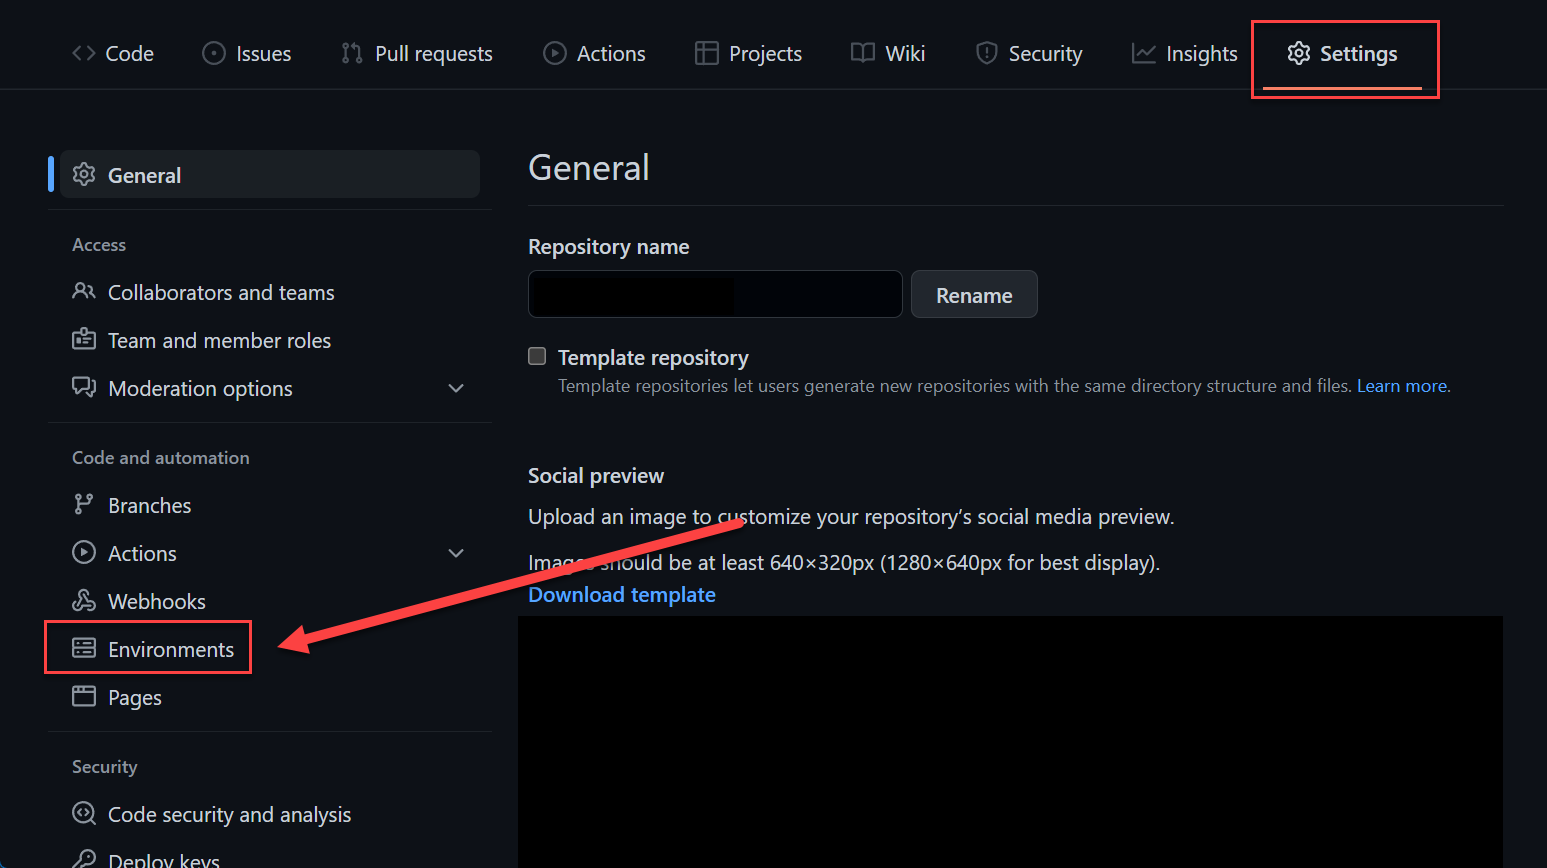 Code Issues Pull requests Actions Projects Wiki Security Insights Settings
General
Access
Collaborators and teams
Team and member roles
Moderation options
Code and automation
Branches
Actions
Webhooks
Environments
Pages
Security
Code security and analysis
Deploy keys
General
Repository name
Rename
Template repository
Template repositories let users generate new repositories with the same directory structure and files. Learn more.
Social preview
Upload an image to customize your repository’s social media preview.
Images should be at least 640×320px (1280×640px for best display).
Download template